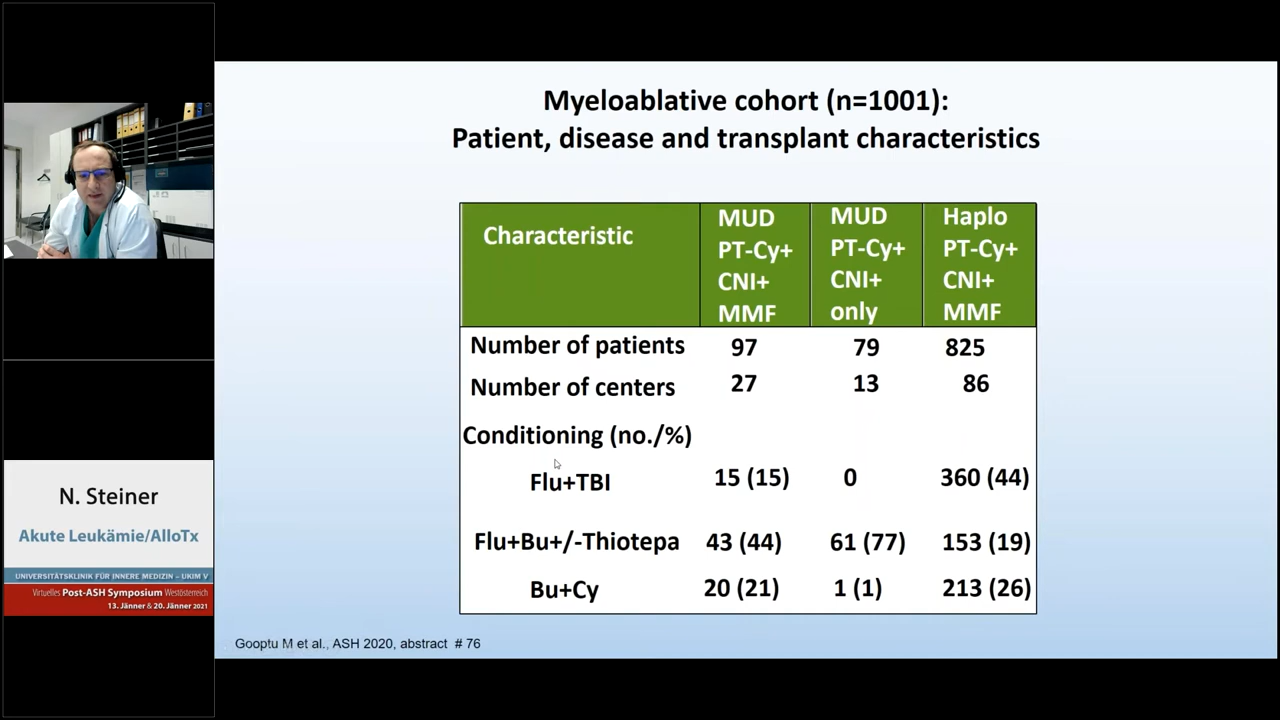 Myeloablative cohort (n=1001):
Patient, disease and transplant characteristics
Characteristic
MUD
PT-Cy+
CNI+
MMF
MUD
PT-Cy+
CNI+
only
Haplo
PT-Cy+
CNI+
MMF
Number of patients 97 79 825
Number of centers 27 13 86
Conditioning (no./%)
Flu+TBI 15 (15) 0 360 (44)
Flu+Bu+/-Thiotepa 43 (44) 61 (77) 153 (19)
Bu+Cy 20 (21) 1 (1) 213 (26)
Gooptu M et al., ASH 2020, abstract # 76
N. Steiner
Akute Leukämie/AlloTx
UNIVERSITÄTSKLINIK FÜR INNERE MEDIZIN – UKIM V
Virtuelles Post-ASH Symposium Westösterreich
13. Jänner & 20. Jänner 2021